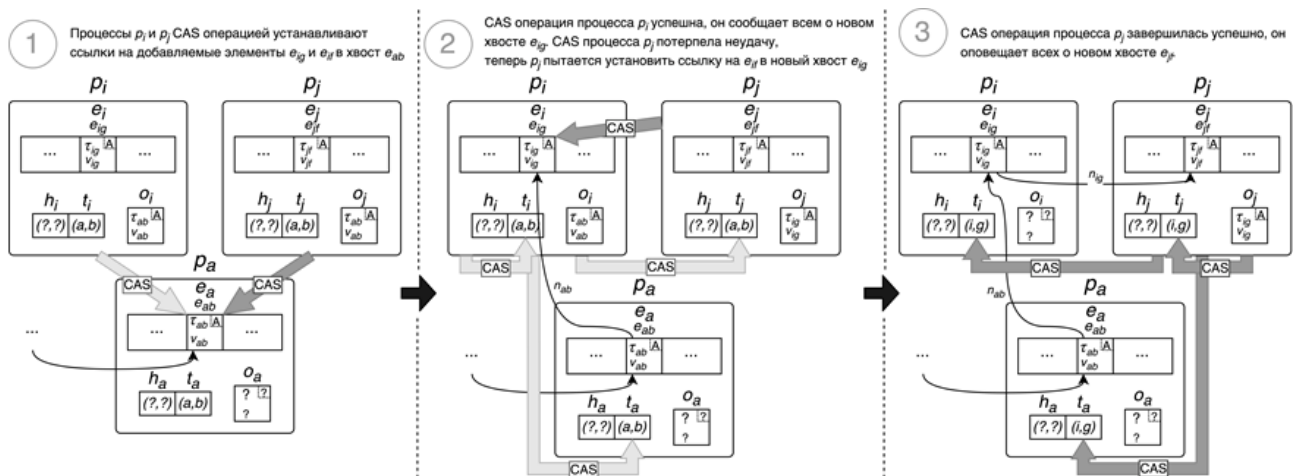 1
Процессы p_i и p_j CAS операцией устанавливают
ссылки на добавляемые элементы e_ig и e_jf в хвост e_ab
p_i
p_j
e_i
e_j
e_ig
e_jf
... τ_ig A ...
v_ig
... τ_jf A ...
v_jf
h_i t_i o_i
(?,?) (a,b) τ_ab A
v_ab
h_j t_j o_j
(?,?) (a,b) τ_ab A
v_ab
CAS
CAS
p_a
e_a
e_ab
... τ_ab A ...
v_ab
...
h_a t_a o_a
(?,?) (a,b) ? ?
?
2
CAS операция процесса p_i успешна, он сообщает всем о новом
хвосте e_ig. CAS процесса p_j потерпела неудачу,
теперь p_j пытается установить ссылку на e_jf в новый хвост e_ig
p_i
p_j
e_i
e_j
e_ig
e_jf
CAS
... τ_ig A ...
v_ig
... τ_jf A ...
v_jf
h_i t_i o_i
(?,?) (a,b) τ_ab A
v_ab
h_j t_j o_j
(?,?) (a,b) τ_ig A
v_ig
CAS
CAS
n_ab
p_a
e_a
e_ab
... τ_ab A ...
v_ab
...
h_a t_a o_a
(?,?) (a,b) ? ?
?
CAS
3
CAS операция процесса p_j завершилась успешно, он
оповещает всех о новом хвосте e_jf.
p_i
p_j
e_i
e_j
e_ig
e_jf
... τ_ig A ...
v_ig
... τ_jf A ...
v_jf
n_ig
h_i t_i o_i
(?,?) (i,g) ? ?
?
h_j t_j o_j
(?,?) (i,g) τ_ig A
v_ig
CAS
CAS
n_ab
p_a
e_a
e_ab
... τ_ab A ...
v_ab
...
h_a t_a o_a
(?,?) (i,g) ? ?
?
CAS